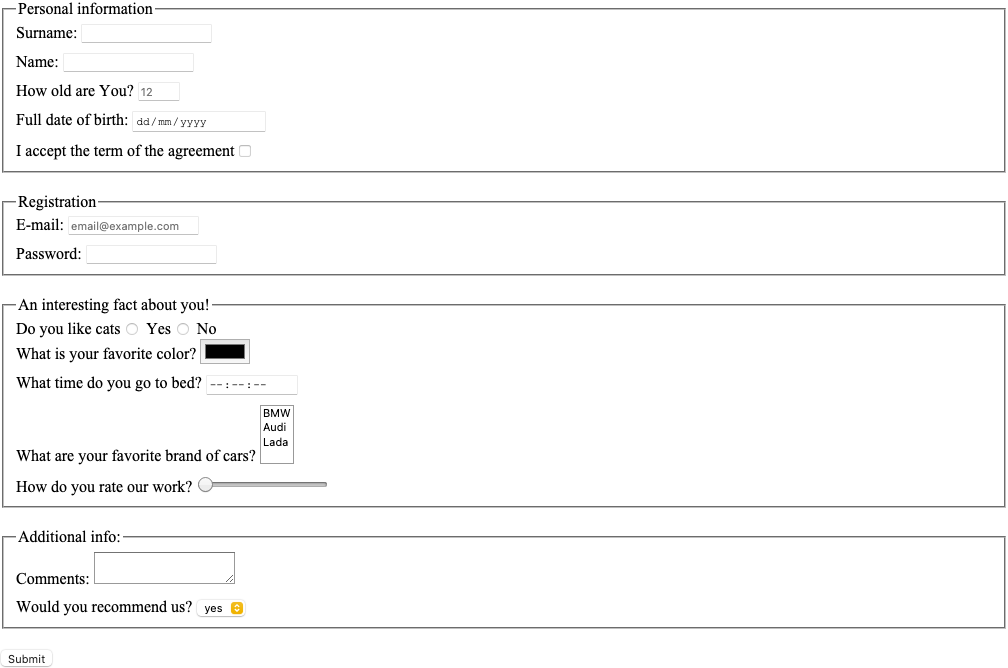 Personal information
Surname:
Name:
How old are You? 12
Full date of birth: dd/mm/yyyy
I accept the term of the agreement
Registration
E-mail: email@example.com
Password:
An interesting fact about you!
Do you like cats Yes No
What is your favorite color?
What time do you go to bed? --:--:--
BMW
Audi
Lada
What are your favorite brand of cars?
How do you rate our work?
Additional info:
Comments:
Would you recommend us? yes
Submit